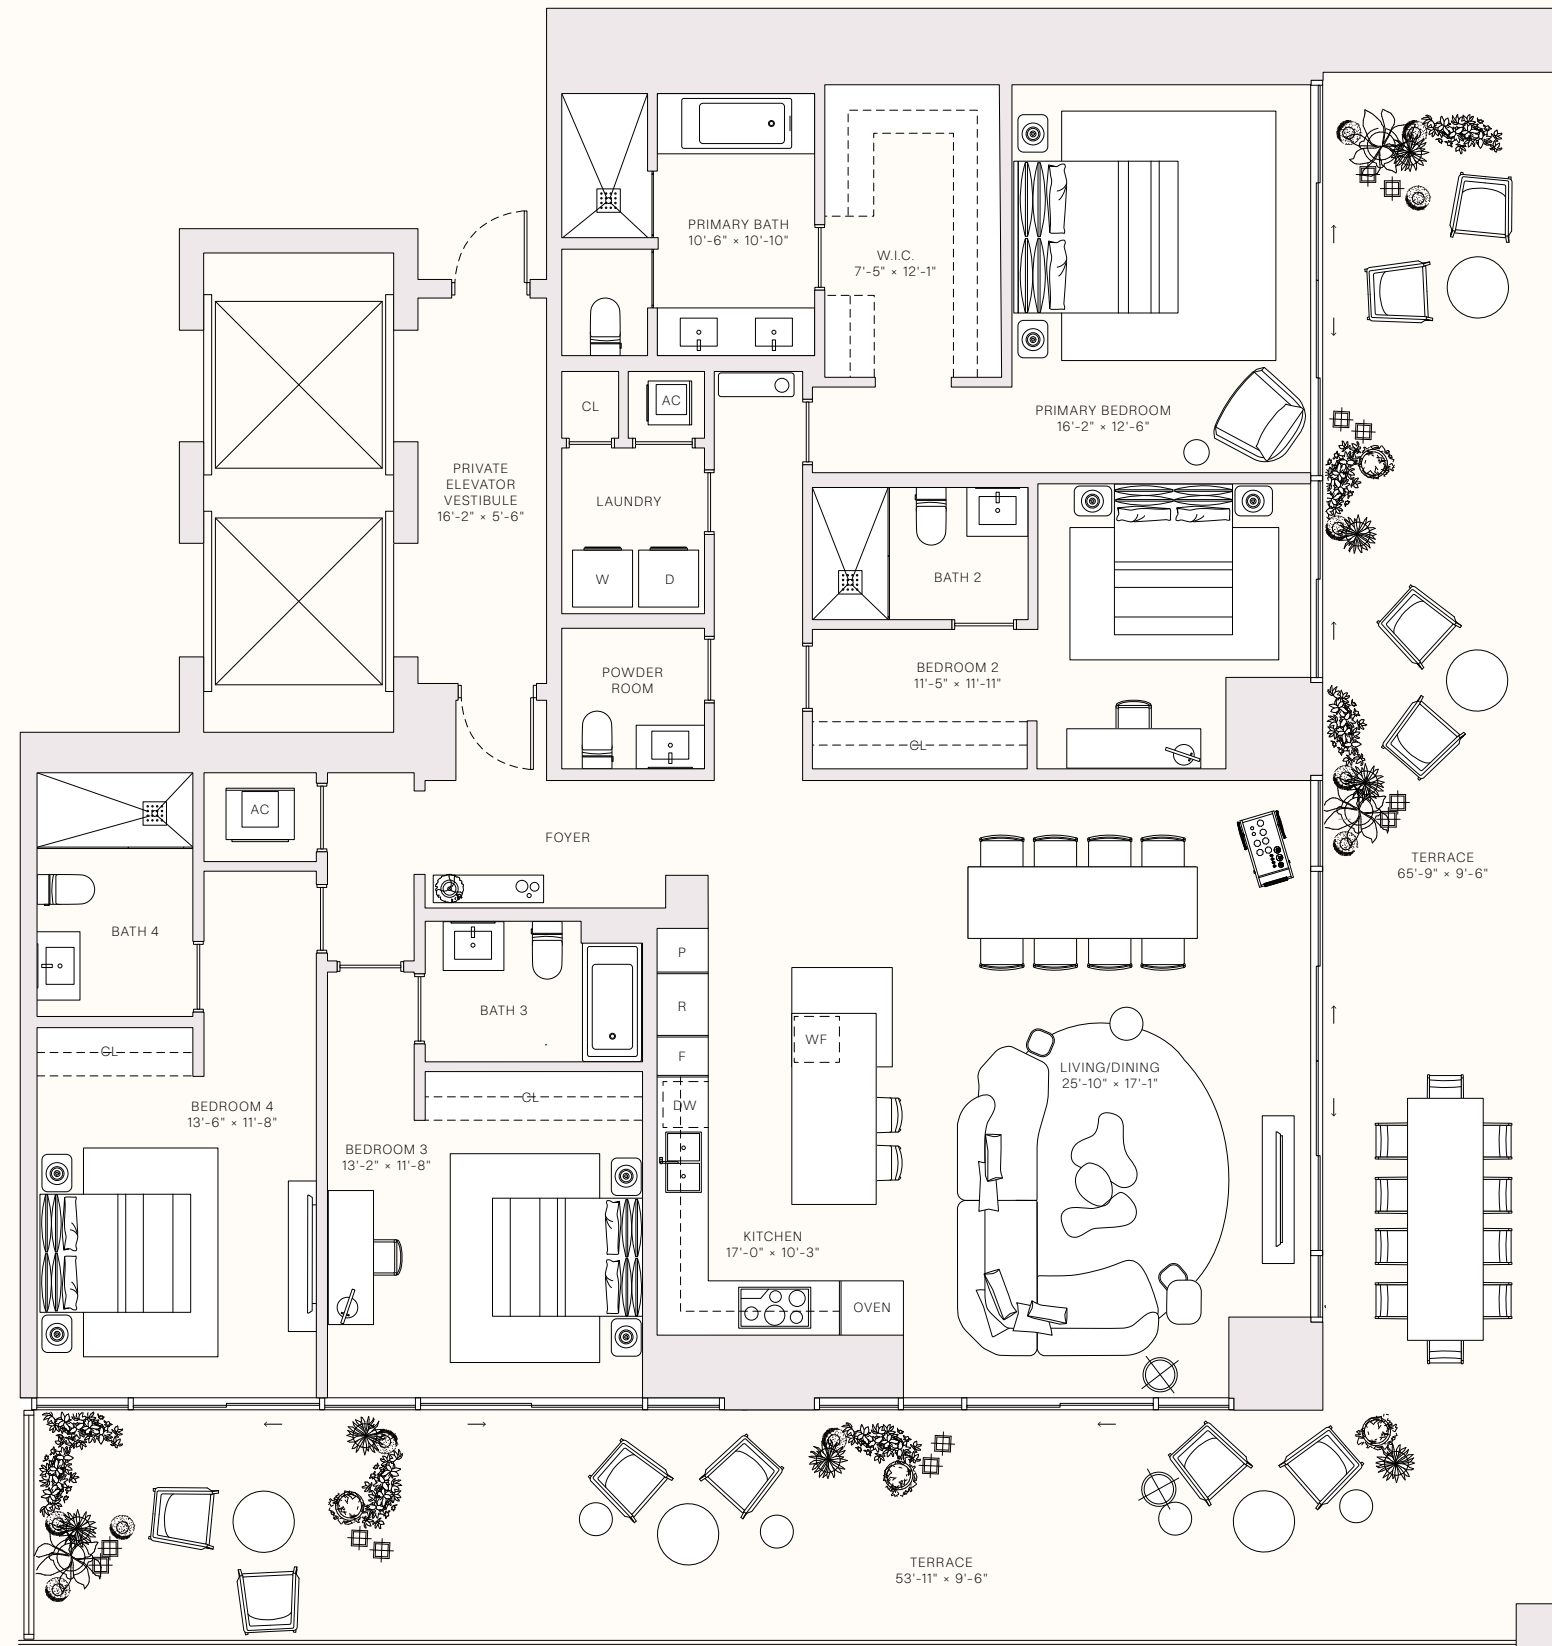 PRIMARY BATH
10'-6" × 10'-10"
W.I.C.
7'-5" × 12'-1"
PRIMARY BEDROOM
16'-2" × 12'-6"
CL
AC
PRIVATE
ELEVATOR
VESTIBULE
16'-2" × 5'-6"
LAUNDRY
W
D
BATH 2
POWDER
ROOM
BEDROOM 2
11'-5" × 11'-11"
CL
AC
FOYER
TERRACE
65'-9" × 9'-6"
BATH 4
P
BATH 3
R
WF
F
CL
LIVING/DINING
25'-10" × 17'-1"
CL
DW
BEDROOM 4
13'-6" × 11'-8"
BEDROOM 3
13'-2" × 11'-8"
KITCHEN
17'-0" × 10'-3"
OVEN
TERRACE
53'-11" × 9'-6"